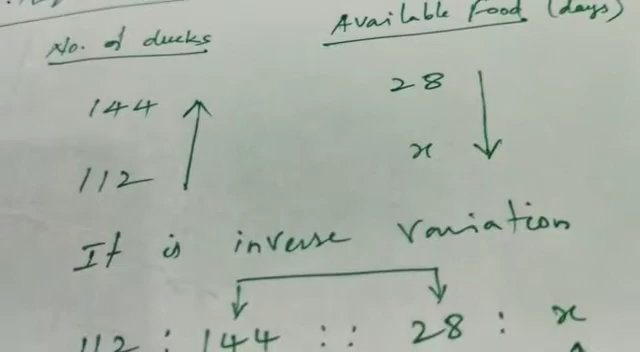 No. of ducks Available Food (days)
144 28
112 x
It is inverse variation
112 : 144 :: 28 : x